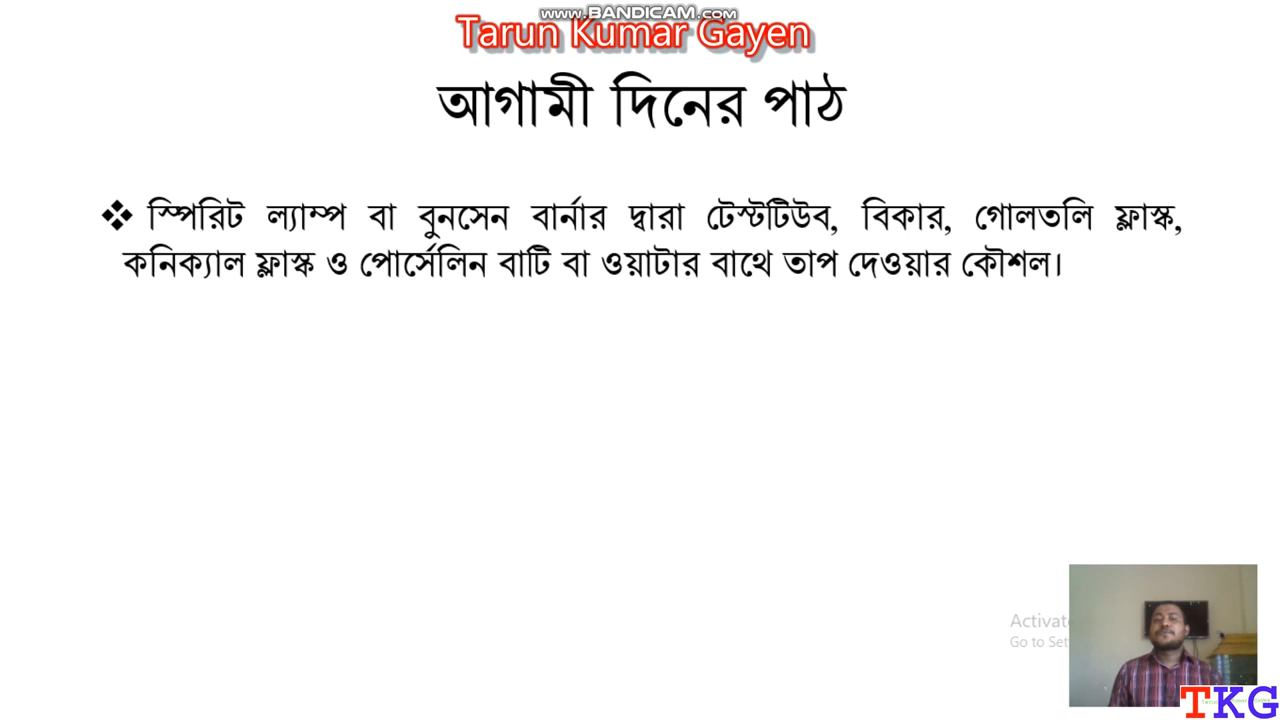 www.BANDICAM.com
Tarun Kumar Gayen
আগামী দিনের পাঠ
❖ স্পিরিট ল্যাম্প বা বুনসেন বার্নার দ্বারা টেস্টটিউব, বিকার, গোলতলি ফ্লাস্ক,
কনিক্যাল ফ্লাস্ক ও পোর্সেলিন বাটি বা ওয়াটার বাথে তাপ দেওয়ার কৌশল।
Activate
Go to Set
TKG